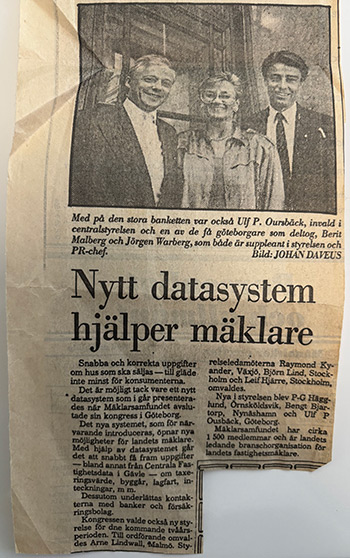 Med på den stora banketten var också Ulf P. Oursbäck, invald i
centralstyrelsen och en av de få göteborgare som deltog, Berit
Malberg och Jörgen Warberg, som både är suppleant i styrelsen och
PR-chef. Bild: JOHAN DAVEUS
Nytt datasystem
hjälper mäklare
Snabba och korrekta uppgifter
om hus som ska säljas – till glädje
inte minst för konsumenterna.
Det är möjligt tack vare ett nytt
datasystem som i går presentera-
des när Mäklarsamfundet avslu-
tade sin kongress i Göteborg.
Det nya systemet, som för när-
varande introduceras, öpnar nya
möjligheter för landets mäklare.
Med hjälp av datasystemet går
det att snabbt få fram uppgifter
– bland annat från Centrala Fas-
tighetsdata i Gävle – om taxe-
ringsvärde, byggår, lagfart, in-
teckningar, m m.
Dessutom underlättas kontak-
terna med banker och försäk-
ringsbolag.
Kongressen valde också ny sty-
relse för dne kommande tvåårs-
perioden. Till ordförande omval-
des Arne Lindwall, Malmö. Sty-
relseledamöterna Raymond Ky-
ander, Växjö, Björn Lind, Stock-
holm och Leif Hjärre, Stockholm,
omvaldes.
Nya i styrelsen blev P-G Hägg-
lund, Örnsköldsvik, Bengt Bjar-
torp, Nynäshamn och Ulf P
Ousbäck, Göteborg.
Mäklarsamfundet har cirka
1 500 medlemmar och är landets
ledande branschorganisation för
landets fastighetsmäklare.